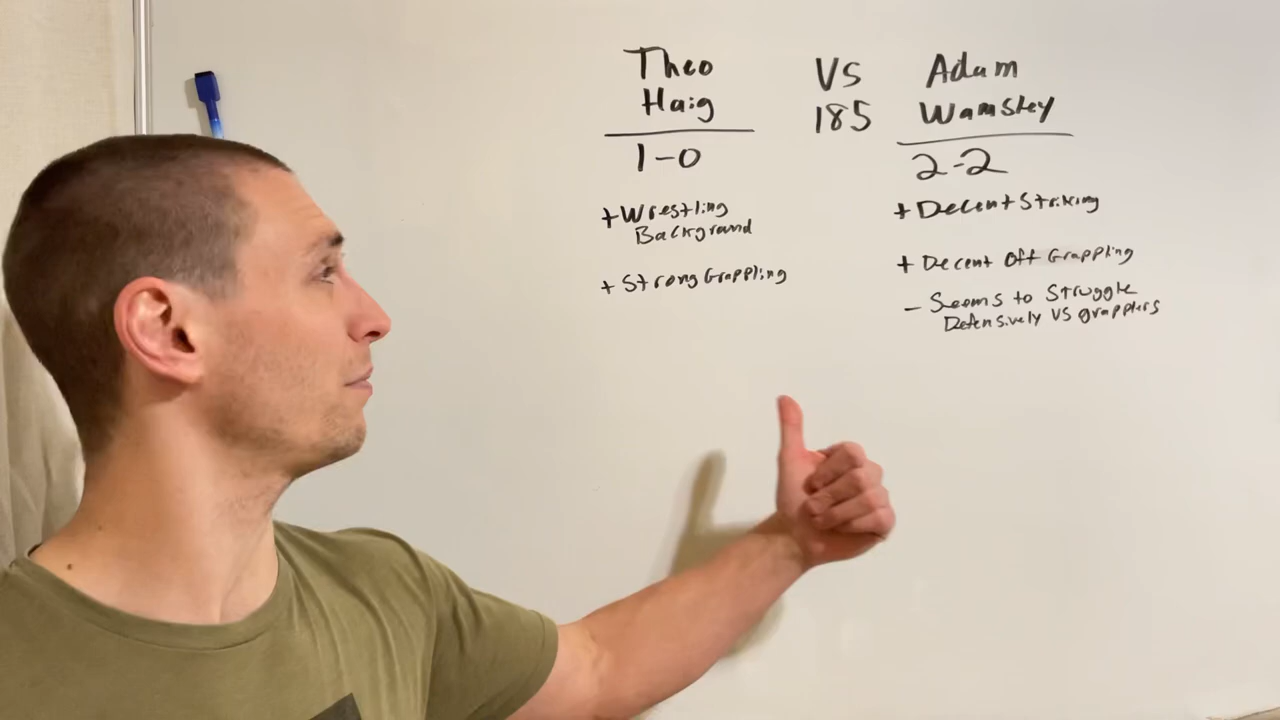 Theo
Haig
1-0
+ Wrestling
Background
+ Strong Grappling
VS
185
Adam
Wamsley
2-2
+ Decent Striking
+ Decent Off Grappling
- Seems to Struggle
Defensively VS grapplers